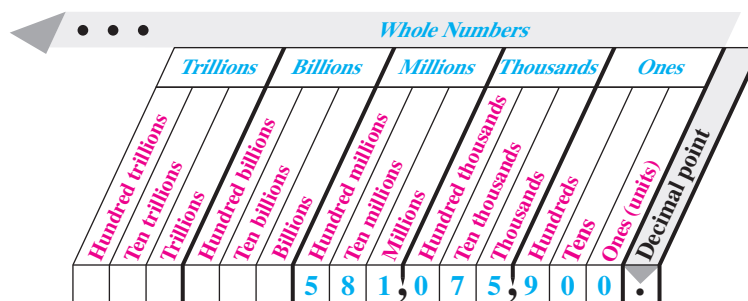 • • • Whole Numbers
Trillions Billions Millions Thousands Ones
Hundred trillions
Ten trillions
Trillions
Hundred billions
Ten billions
Billions
Hundred millions
Ten millions
Millions
Hundred thousands
Ten thousands
Thousands
Hundreds
Tens
Ones (units)
Decimal point
5 8 1 , 0 7 5 , 9 0 0 .